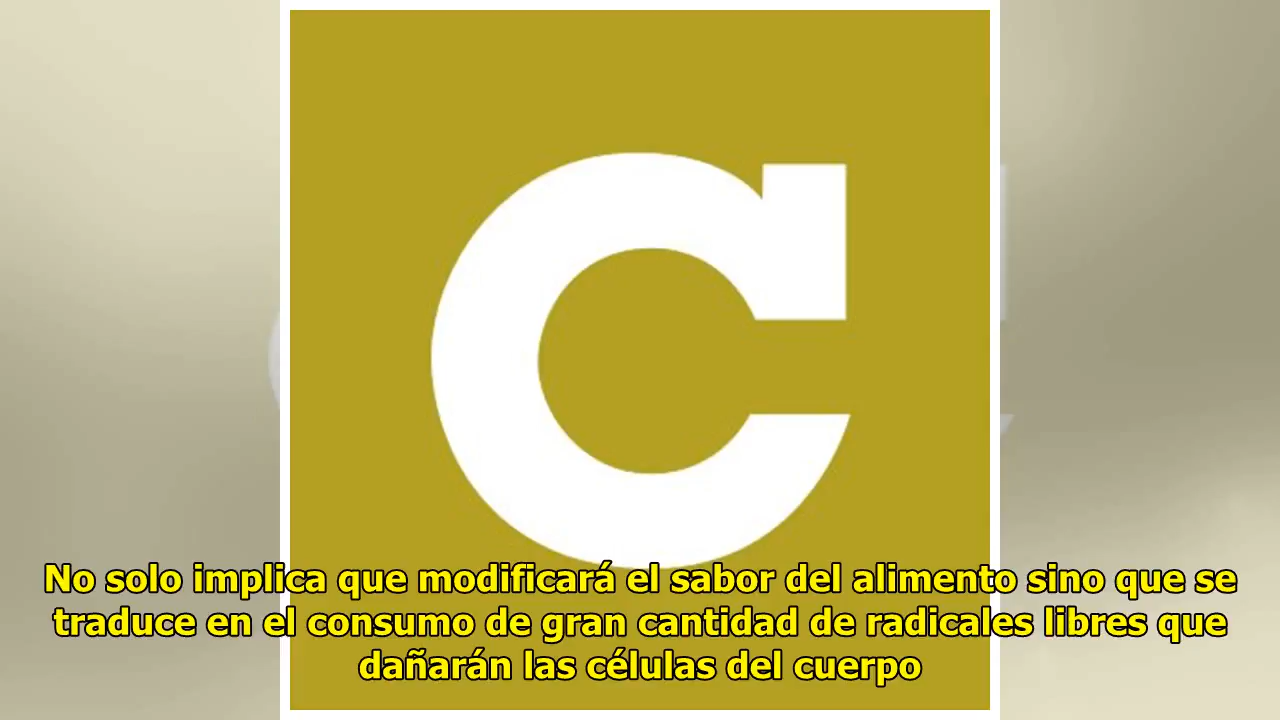 C
No solo implica que modificará el sabor del alimento sino que se
traduce en el consumo de gran cantidad de radicales libres que
dañarán las células del cuerpo